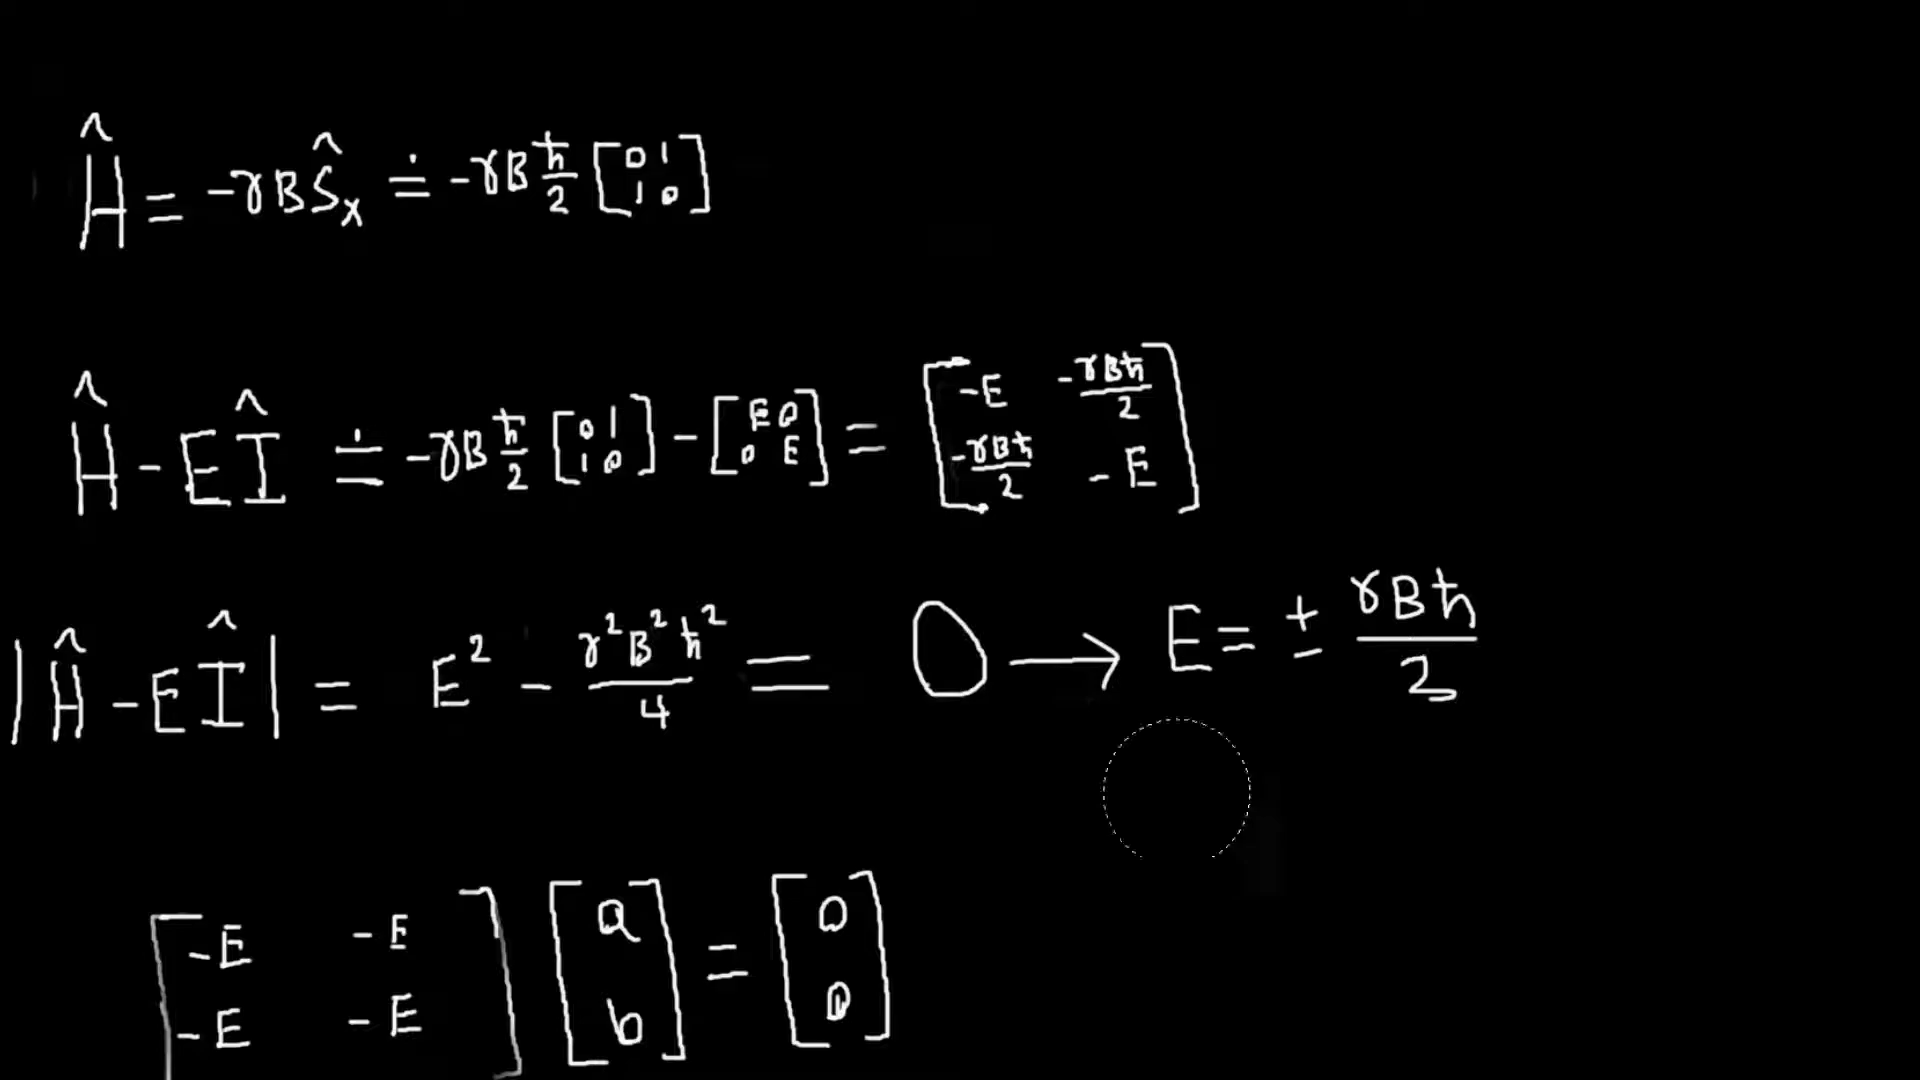 Ĥ = -γBŜₓ ≐ -γB ħ/2 [0 1; 1 0]
Ĥ - EÎ ≐ -γB ħ/2 [0 1; 1 0] - [E 0; 0 E] = [-E -γBħ/2; -γBħ/2 -E]
|Ĥ - EÎ| = E² - γ²B²ħ²/4 = 0 → E = ± γBħ/2
[-E -E; -E -E] [a; b] = [0; 0]